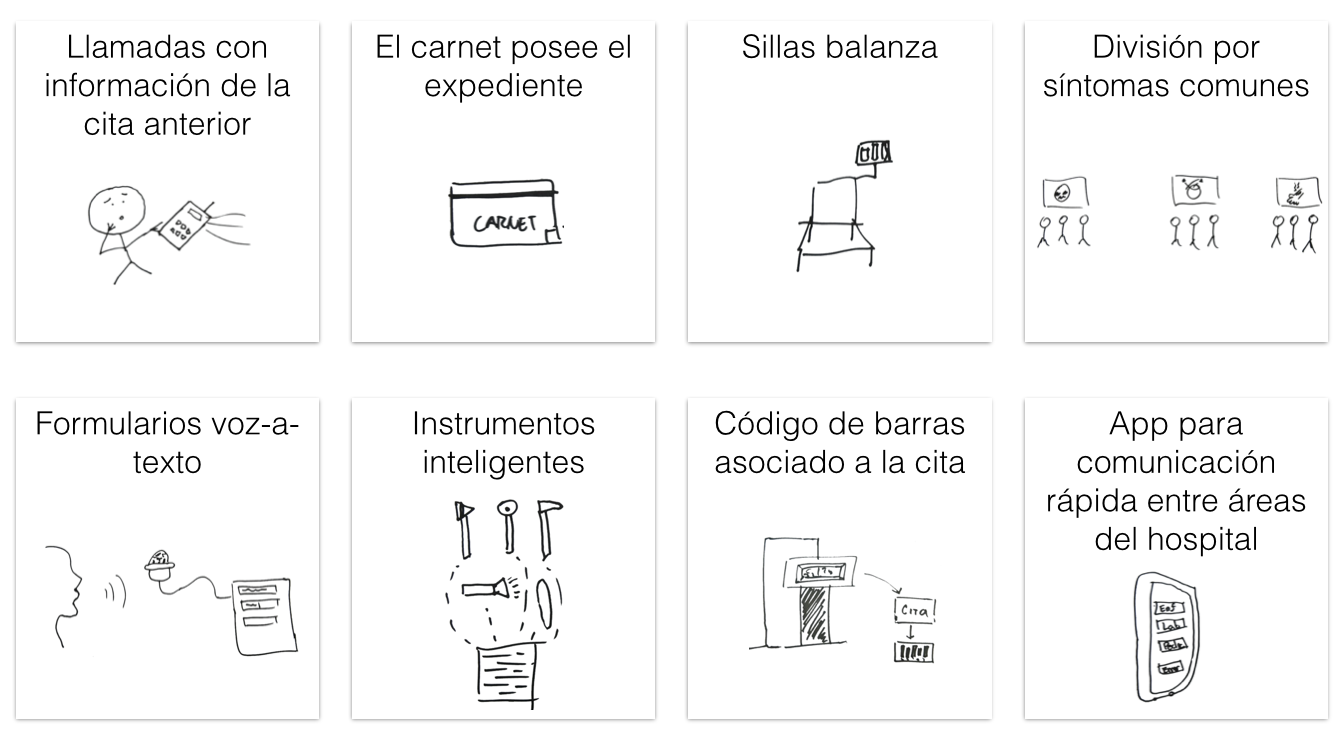 Llamadas con
información de la
cita anterior
CARNET
El carnet posee el
expediente
Sillas balanza
División por
síntomas comunes
Formularios voz-a-
texto
Instrumentos
inteligentes
Código de barras
asociado a la cita
Cita
App para
comunicación
rápida entre áreas
del hospital
Lab